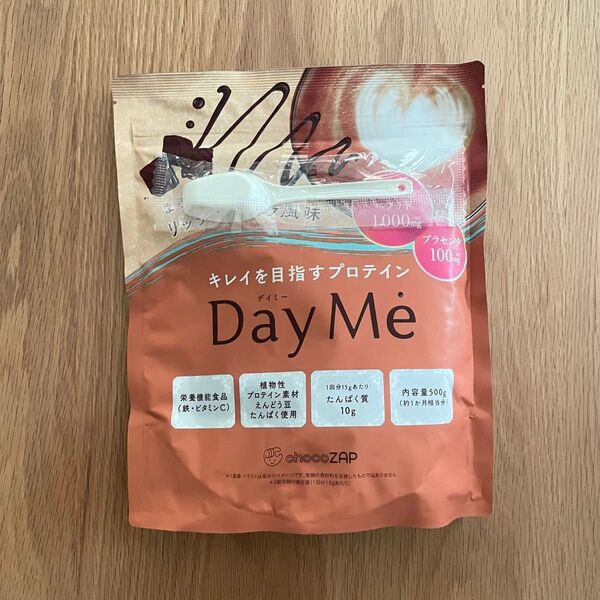 風味
1,000mg
プラセンタ
100mg
キレイを目指すプロテイン
デイミー
Day Me
栄養機能食品
(鉄・ビタミンC)
植物性
プロテイン素材
えんどう豆
たんぱく使用
1回分15gあたり
たんぱく質
10g
内容量500g
(約1か月相当分)
chocoZAP